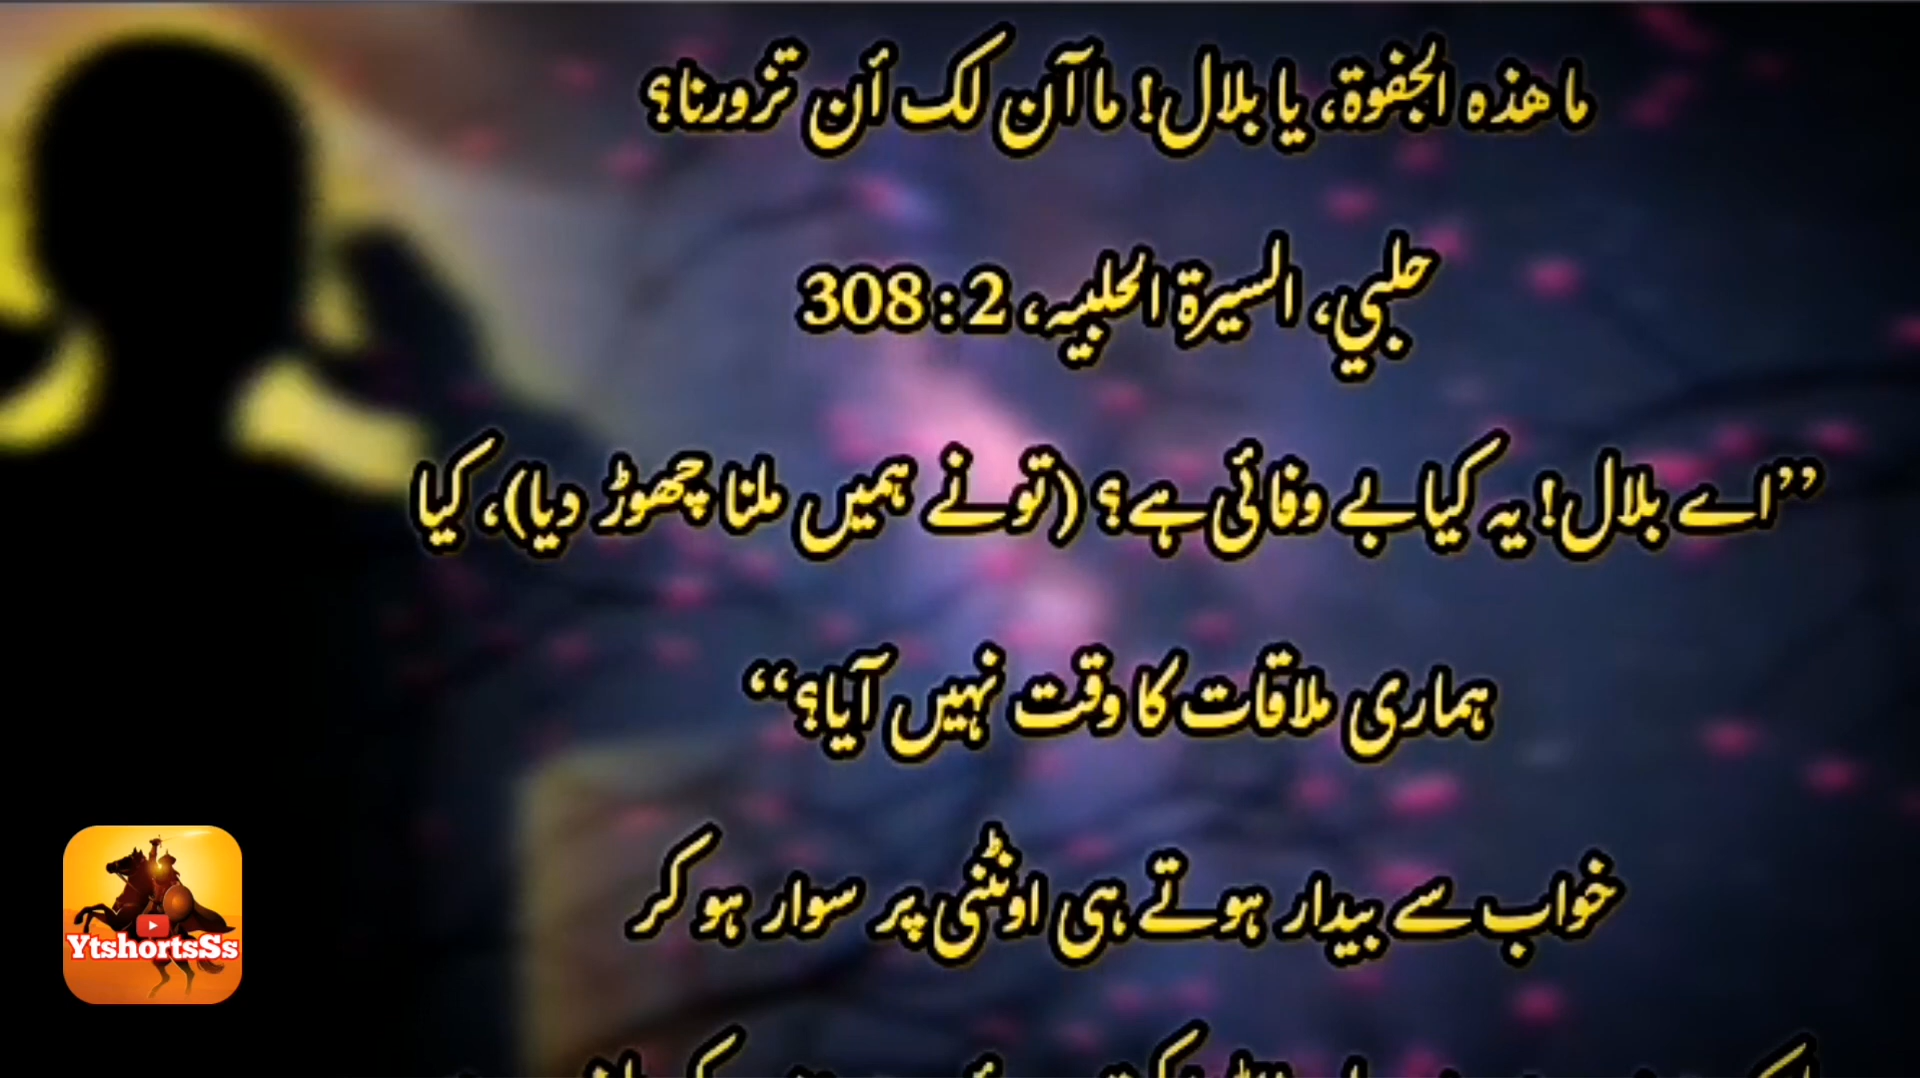 ما هذه الجفوة، يا بلال! ما آن لک أن تزورنا؟
حلبي، السيرة الحلبيه، 2 : 308
’’اے بلال! یہ کیا بے وفائی ہے؟ (تو نے ہمیں ملنا چھوڑ دیا)، کیا
ہماری ملاقات کا وقت نہیں آیا؟‘‘
خواب سے بیدار ہوتے ہی اونٹنی پر سوار ہو کر
YtshortsSs